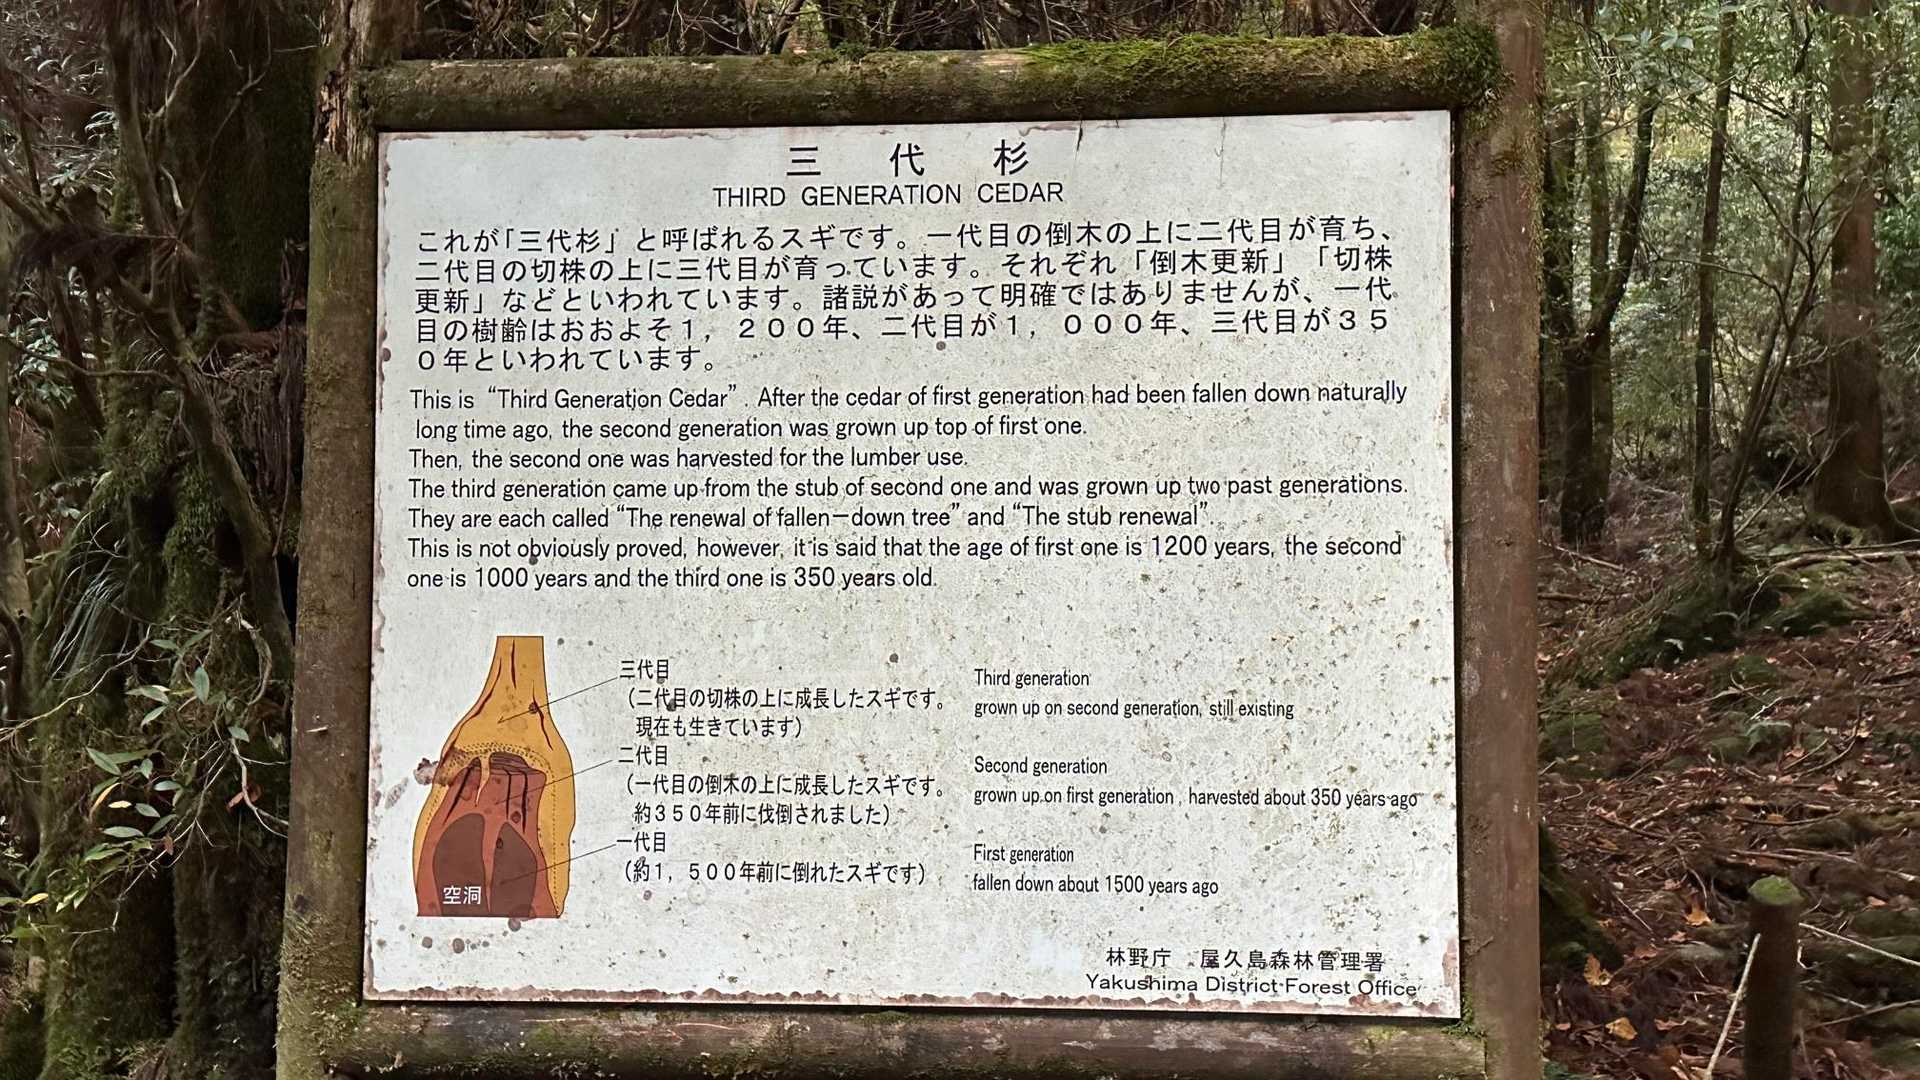 三代杉
THIRD GENERATION CEDAR
これが「三代杉」と呼ばれるスギです。一代目の倒木の上に二代目が育ち、
二代目の切株の上に三代目が育っています。それぞれ「倒木更新」「切株
更新」などといわれています。諸説があって明確ではありませんが、一代
目の樹齢はおおよそ１，２００年、二代目が１，０００年、三代目が３５
０年といわれています。
This is “Third Generation Cedar”. After the cedar of first generation had been fallen down naturally
long time ago, the second generation was grown up top of first one.
Then, the second one was harvested for the lumber use.
The third generation came up from the stub of second one and was grown up two past generations.
They are each called “The renewal of fallen-down tree” and “The stub renewal”.
This is not obviously proved, however, it is said that the age of first one is 1200 years, the second
one is 1000 years and the third one is 350 years old.
三代目
（二代目の切株の上に成長したスギです。
現在も生きています）
Third generation
grown up on second generation, still existing
二代目
（一代目の倒木の上に成長したスギです。
約３５０年前に伐倒されました）
Second generation
grown up on first generation , harvested about 350 years ago
一代目
（約１，５００年前に倒れたスギです）
First generation
fallen down about 1500 years ago
空洞
林野庁 屋久島森林管理署
Yakushima District Forest Office